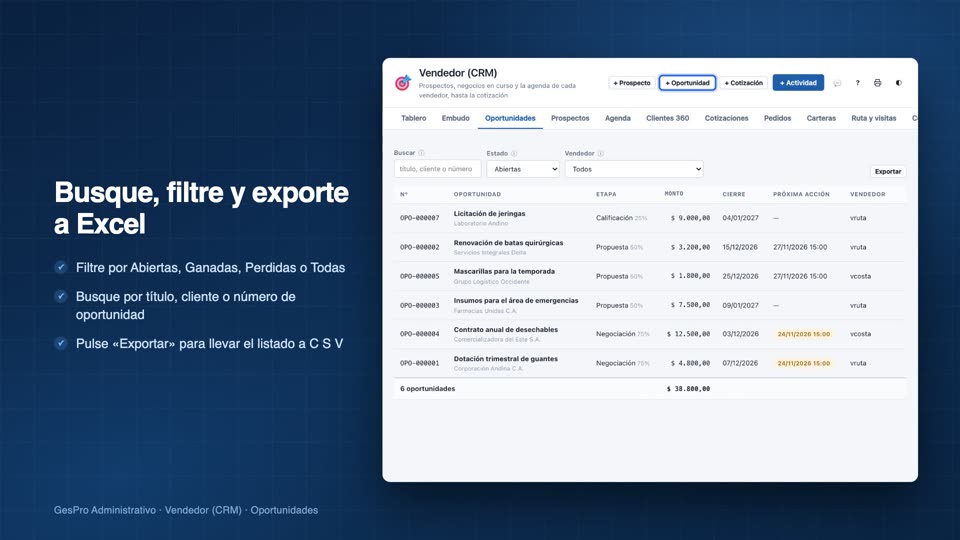 Busque, filtre y exporte
a Excel
Filtre por Abiertas, Ganadas, Perdidas o Todas
Busque por título, cliente o número de
oportunidad
Pulse «Exportar» para llevar el listado a C S V
GesPro Administrativo · Vendedor (CRM) · Oportunidades
Vendedor (CRM)
Prospectos, negocios en curso y la agenda de cada
vendedor, hasta la cotización
+ Prospecto + Oportunidad + Cotización + Actividad ?
Tablero Embudo Oportunidades Prospectos Agenda Clientes 360 Cotizaciones Pedidos Carteras Ruta y visitas
Buscar Estado Vendedor
título, cliente o número Abiertas Todos Exportar
Nº OPORTUNIDAD ETAPA MONTO CIERRE PRÓXIMA ACCIÓN VENDEDOR
OPO-000007 Licitación de jeringas Calificación 25% $ 9.000,00 04/01/2027 — vruta
Laboratorio Andino
OPO-000002 Renovación de batas quirúrgicas Propuesta 50% $ 3.200,00 15/12/2026 27/11/2026 15:00 vruta
Servicios Integrales Delta
OPO-000005 Mascarillas para la temporada Propuesta 50% $ 1.800,00 25/12/2026 27/11/2026 15:00 vcosta
Grupo Logístico Occidente
OPO-000003 Insumos para el área de emergencias Propuesta 50% $ 7.500,00 09/01/2027 — vruta
Farmacias Unidas C.A.
OPO-000004 Contrato anual de desechables Negociación 75% $ 12.500,00 03/12/2026 24/11/2026 15:00 vcosta
Comercializadora del Este S.A.
OPO-000001 Dotación trimestral de guantes Negociación 75% $ 4.800,00 07/12/2026 24/11/2026 15:00 vruta
Corporación Andina C.A.
6 oportunidades $ 38.800,00